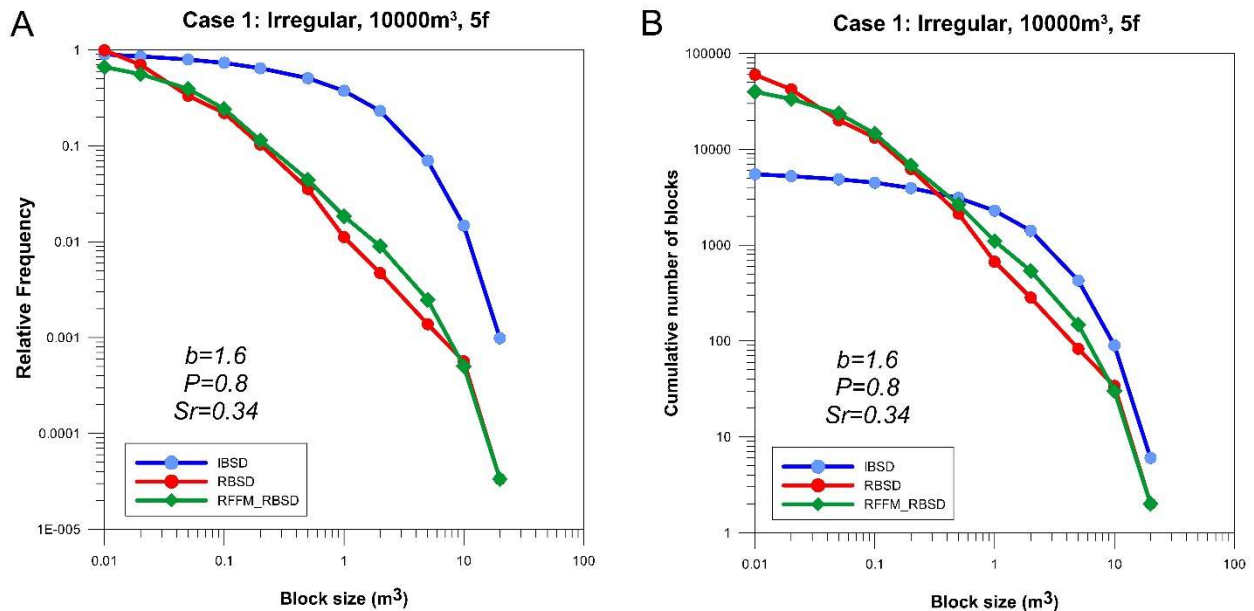 A
Case 1: Irregular, 10000m³, 5f
Relative Frequency
1
0.1
0.01
0.001
0.0001
1E-005
b=1.6
P=0.8
Sr=0.34
IBSD
RBSD
RFFM_RBSD
0.01
0.1
1
10
100
Block size (m³)
B
Case 1: Irregular, 10000m³, 5f
Cumulative number of blocks
100000
10000
1000
100
10
1
b=1.6
P=0.8
Sr=0.34
IBSD
RBSD
RFFM_RBSD
0.01
0.1
1
10
100
Block size (m³)